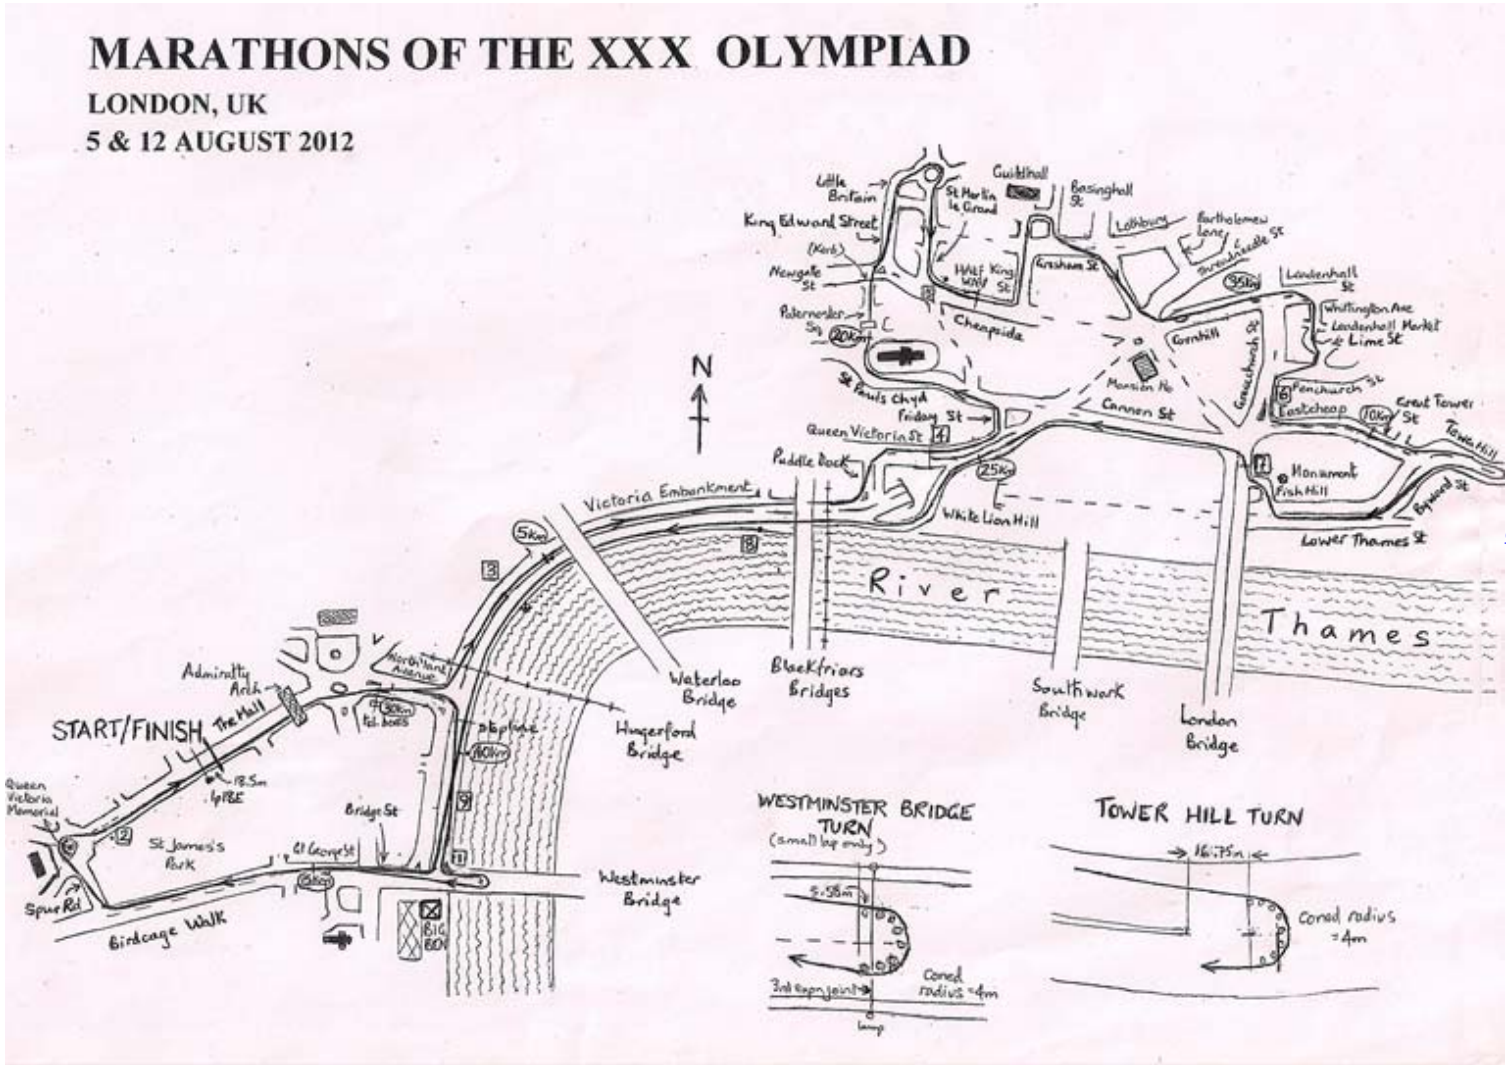 MARATHONS OF THE XXX OLYMPIAD
LONDON, UK
5 & 12 AUGUST 2012
Little
Britain
King Edward Street
(Kerb)
Newgate
St
Paternoster
Sq
20Km
St Martin
le Grand
Guildhall
Basinghall
St
Lothbury
Bartholomew
Lane
Threadneedle St
HALF
WAY
King
St
Gresham St
Cheapside
35Km
Leadenhall
St
Whittington Ave
Leadenhall Market
Lime St
Cornhill
Gracechurch St
Mansion Ho
6
Fenchurch St
Eastcheap
10Km
Great Tower
St
Tower Hill
St Pauls Chyd
Friday St
Cannon St
Queen Victoria St
4
Puddle Dock
25Km
White Lion Hill
7
Monument
Fish Hill
Byward St
Lower Thames St
N
Victoria Embankment
5Km
3
8
River
Thames
Waterloo
Bridge
Blackfriars
Bridges
Southwark
Bridge
London
Bridge
Hungerford
Bridge
Admiralty
Arch
The Mall
30Km
tel. boxes
40Km
START/FINISH
18.5m
Queen
Victoria
Memorial
2
St James's
Park
Bridge St
9
Gt George St
1
Spur Rd
Birdcage Walk
BIG
BEN
Westminster
Bridge
WESTMINSTER BRIDGE
TURN
(small lap only)
5.58m
3rd expn joint
Coned
radius = 4m
lamp
TOWER HILL TURN
16.75m
Coned radius
= 4m